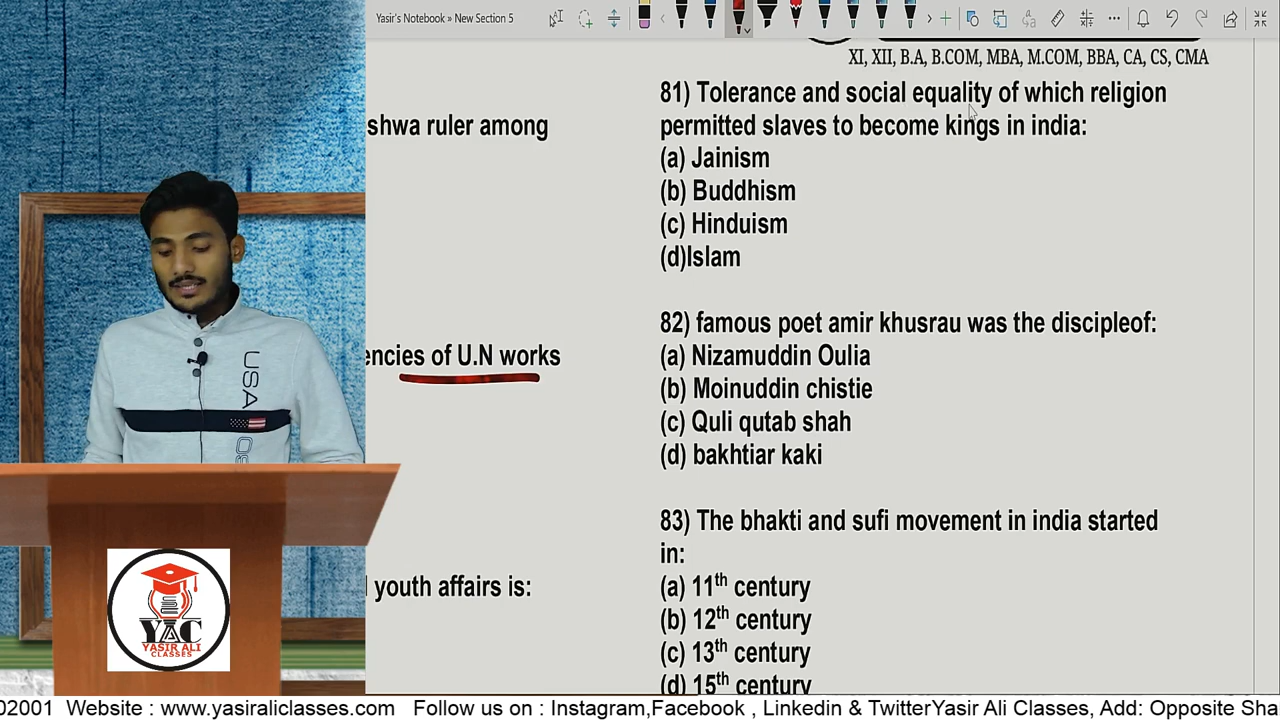 Yasir's Notebook » New Section 5
XI, XII, B.A, B.COM, MBA, M.COM, BBA, CA, CS, CMA
shwa ruler among
encies of U.N works
youth affairs is:
81) Tolerance and social equality of which religion
permitted slaves to become kings in india:
(a) Jainism
(b) Buddhism
(c) Hinduism
(d)Islam
82) famous poet amir khusrau was the discipleof:
(a) Nizamuddin Oulia
(b) Moinuddin chistie
(c) Quli qutab shah
(d) bakhtiar kaki
83) The bhakti and sufi movement in india started
in:
(a) 11th century
(b) 12th century
(c) 13th century
(d) 15th century
USA
YAC
YASIR ALI
CLASSES
02001 Website : www.yasiraliclasses.com Follow us on : Instagram,Facebook , Linkedin & TwitterYasir Ali Classes, Add: Opposite Sha